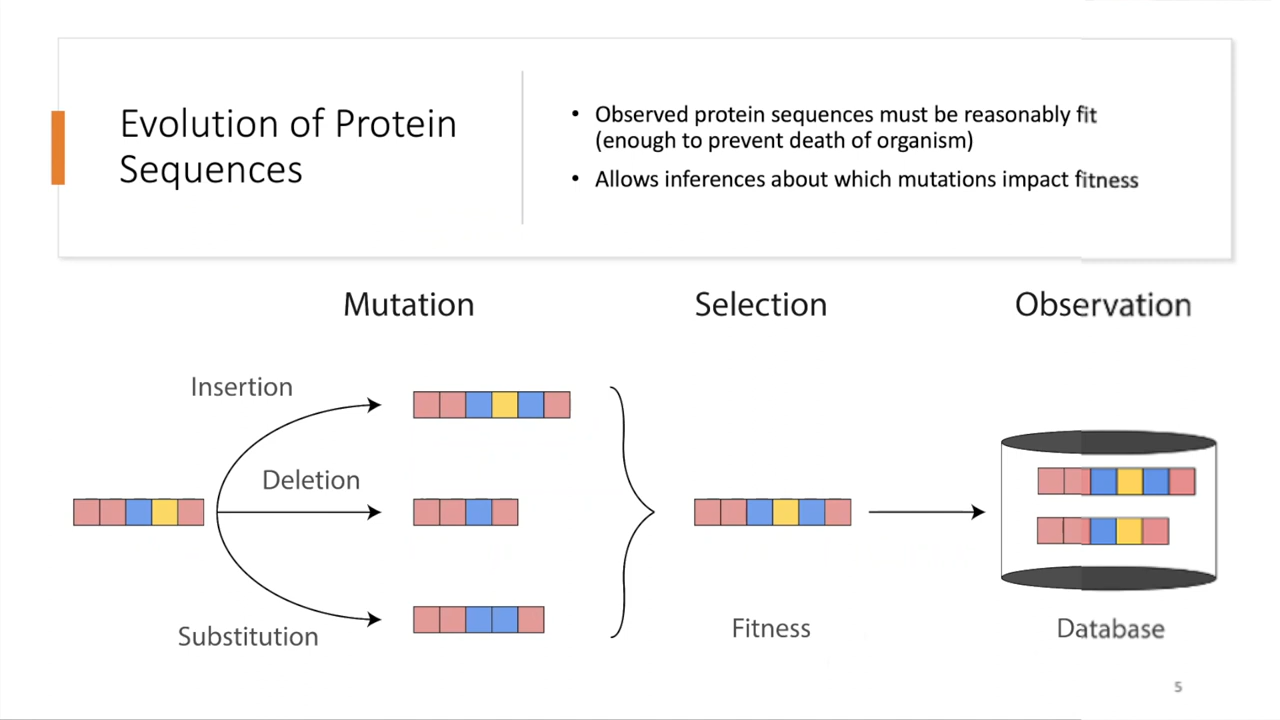 Evolution of Protein
Sequences
• Observed protein sequences must be reasonably fit
(enough to prevent death of organism)
• Allows inferences about which mutations impact fitness
Mutation
Selection
Observation
Insertion
Deletion
Substitution
Fitness
Database
5